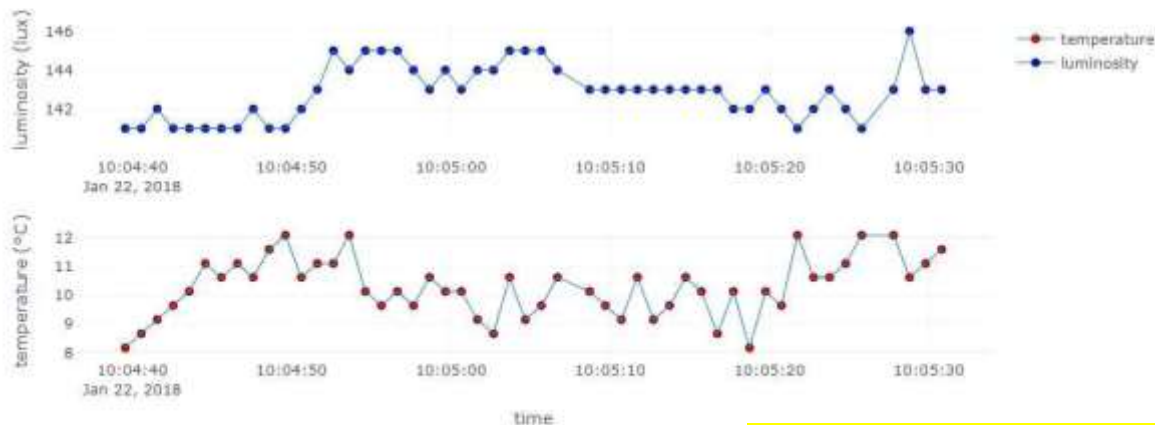 luminosity (lux)
146
144
142
10:04:40
Jan 22, 2018
10:04:50
10:05:00
10:05:10
10:05:20
10:05:30
temperature
luminosity
temperature (°C)
12
11
10
9
8
10:04:40
Jan 22, 2018
10:04:50
10:05:00
10:05:10
10:05:20
10:05:30
time